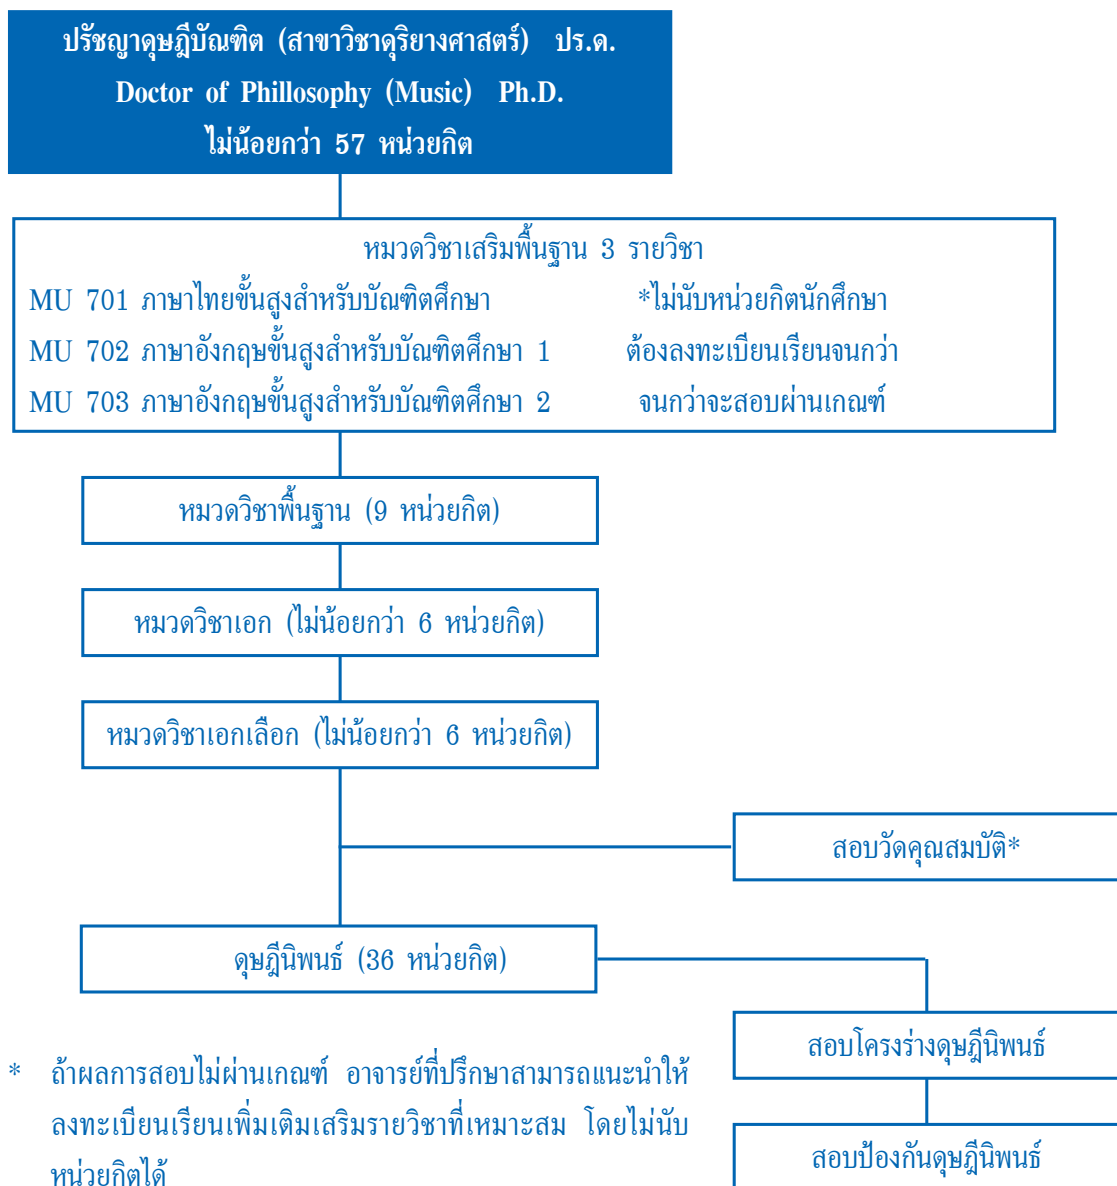 ปรัชญาดุษฎีบัณฑิต (สาขาวิชาดุริยางศาสตร์) ปร.ด.
Doctor of Phillosophy (Music) Ph.D.
ไม่น้อยกว่า 57 หน่วยกิต
หมวดวิชาเสริมพื้นฐาน 3 รายวิชา
MU 701 ภาษาไทยขั้นสูงสำหรับบัณฑิตศึกษา *ไม่นับหน่วยกิตนักศึกษา
MU 702 ภาษาอังกฤษขั้นสูงสำหรับบัณฑิตศึกษา 1 ต้องลงทะเบียนเรียนจนกว่า
MU 703 ภาษาอังกฤษขั้นสูงสำหรับบัณฑิตศึกษา 2 จนกว่าจะสอบผ่านเกณฑ์
หมวดวิชาพื้นฐาน (9 หน่วยกิต)
หมวดวิชาเอก (ไม่น้อยกว่า 6 หน่วยกิต)
หมวดวิชาเอกเลือก (ไม่น้อยกว่า 6 หน่วยกิต)
สอบวัดคุณสมบัติ*
ดุษฎีนิพนธ์ (36 หน่วยกิต)
สอบโครงร่างดุษฎีนิพนธ์
สอบป้องกันดุษฎีนิพนธ์
* ถ้าผลการสอบไม่ผ่านเกณฑ์ อาจารย์ที่ปรึกษาสามารถแนะนำให้
ลงทะเบียนเรียนเพิ่มเติมเสริมรายวิชาที่เหมาะสม โดยไม่นับ
หน่วยกิตได้